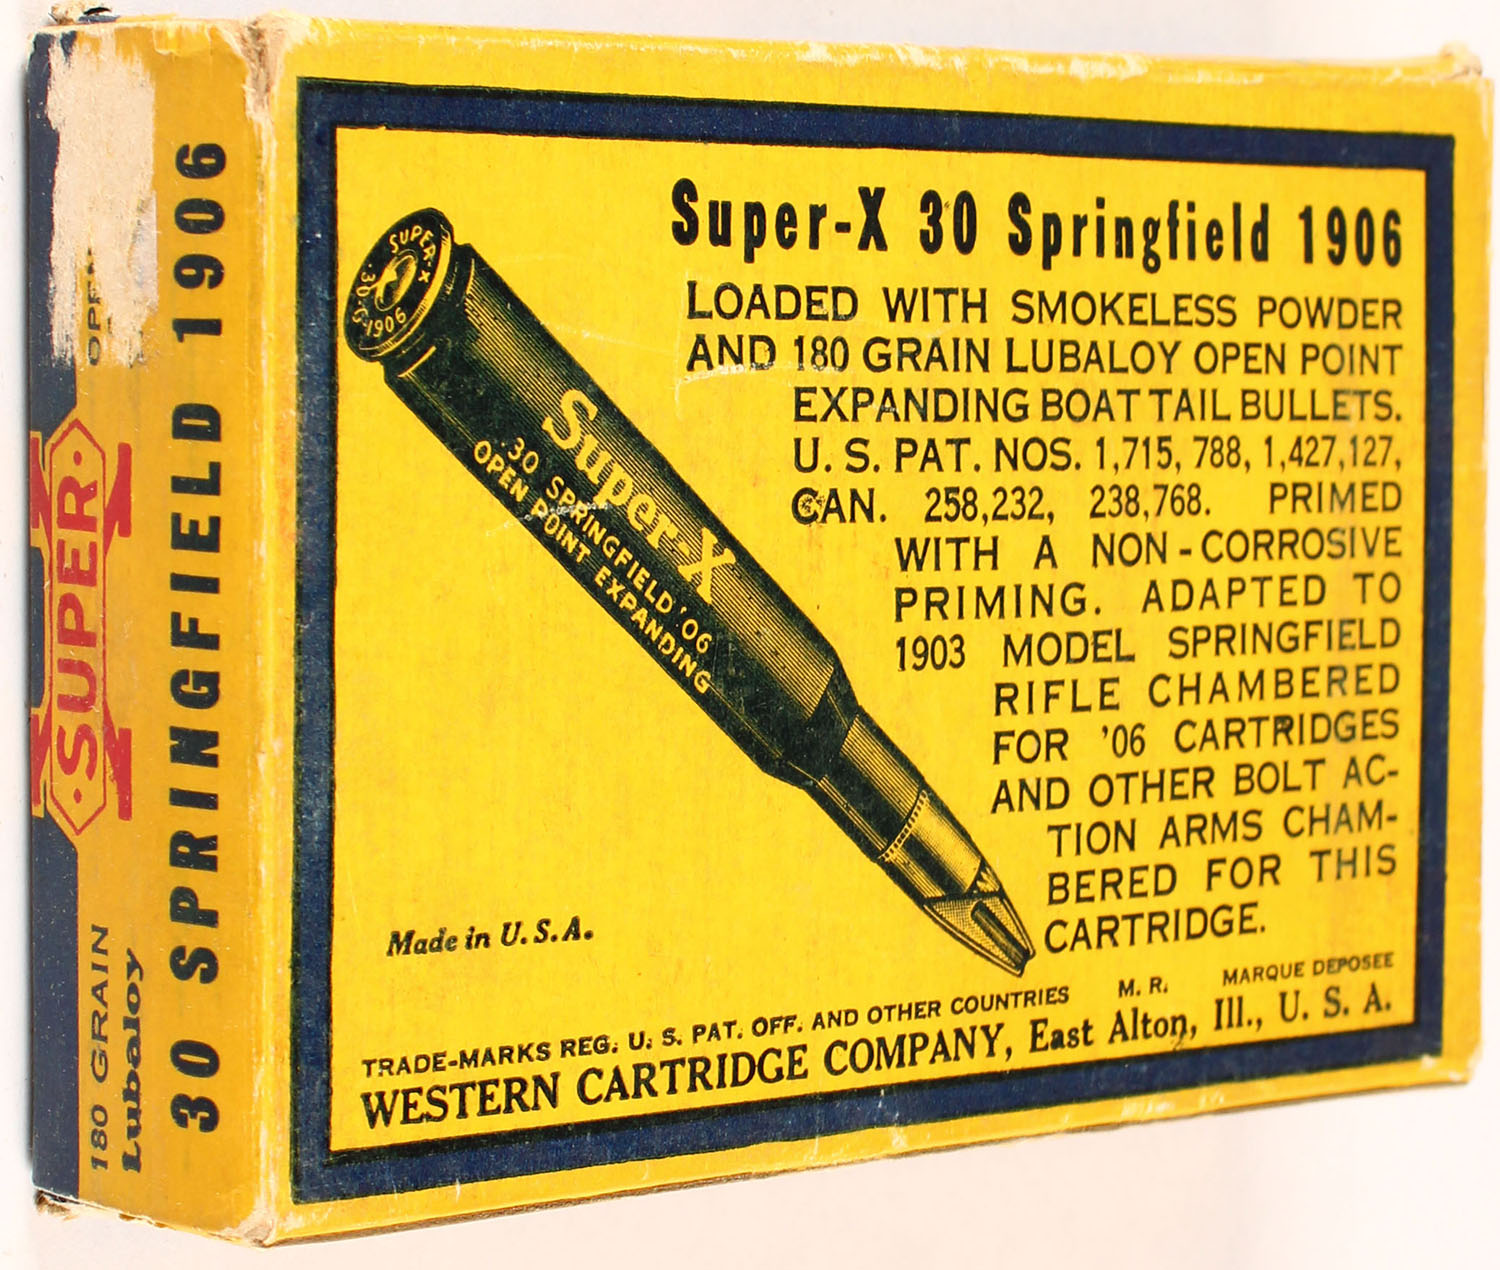 Super-X 30 Springfield 1906
LOADED WITH SMOKELESS POWDER
AND 180 GRAIN LUBALOY OPEN POINT
EXPANDING BOAT TAIL BULLETS.
U. S. PAT. NOS. 1,715, 788, 1,427,127,
CAN. 258,232, 238,768. PRIMED
WITH A NON-CORROSIVE
PRIMING. ADAPTED TO
1903 MODEL SPRINGFIELD
RIFLE CHAMBERED
FOR '06 CARTRIDGES
AND OTHER BOLT AC-
TION ARMS CHAM-
BERED FOR THIS
CARTRIDGE.
SUPER-X
30-G-1906
Super-X
.30 SPRINGFIELD '06
OPEN POINT EXPANDING
Made in U.S.A.
TRADE-MARKS REG. U. S. PAT. OFF. AND OTHER COUNTRIES M. R. MARQUE DEPOSEE
WESTERN CARTRIDGE COMPANY, East Alton, Ill., U. S. A.
SUPER
X
180 GRAIN
Lubaloy
30 SPRINGFIELD 1906